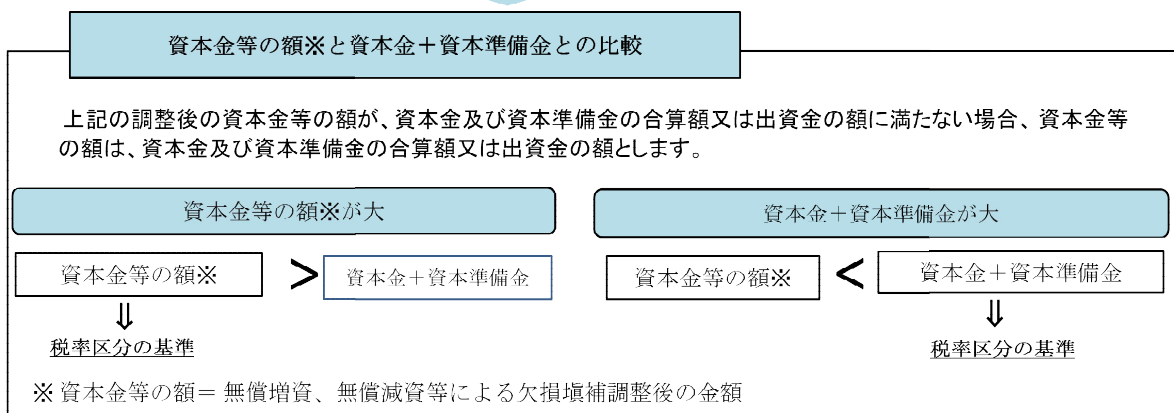 資本金等の額※と資本金＋資本準備金との比較
上記の調整後の資本金等の額が、資本金及び資本準備金の合算額又は出資金の額に満たない場合、資本金等
の額は、資本金及び資本準備金の合算額又は出資金の額とします。
資本金等の額※が大
資本金＋資本準備金が大
資本金等の額※ > 資本金＋資本準備金
資本金等の額※ < 資本金＋資本準備金
⇓
⇓
税率区分の基準
税率区分の基準
※ 資本金等の額＝ 無償増資、無償減資等による欠損塡補調整後の金額